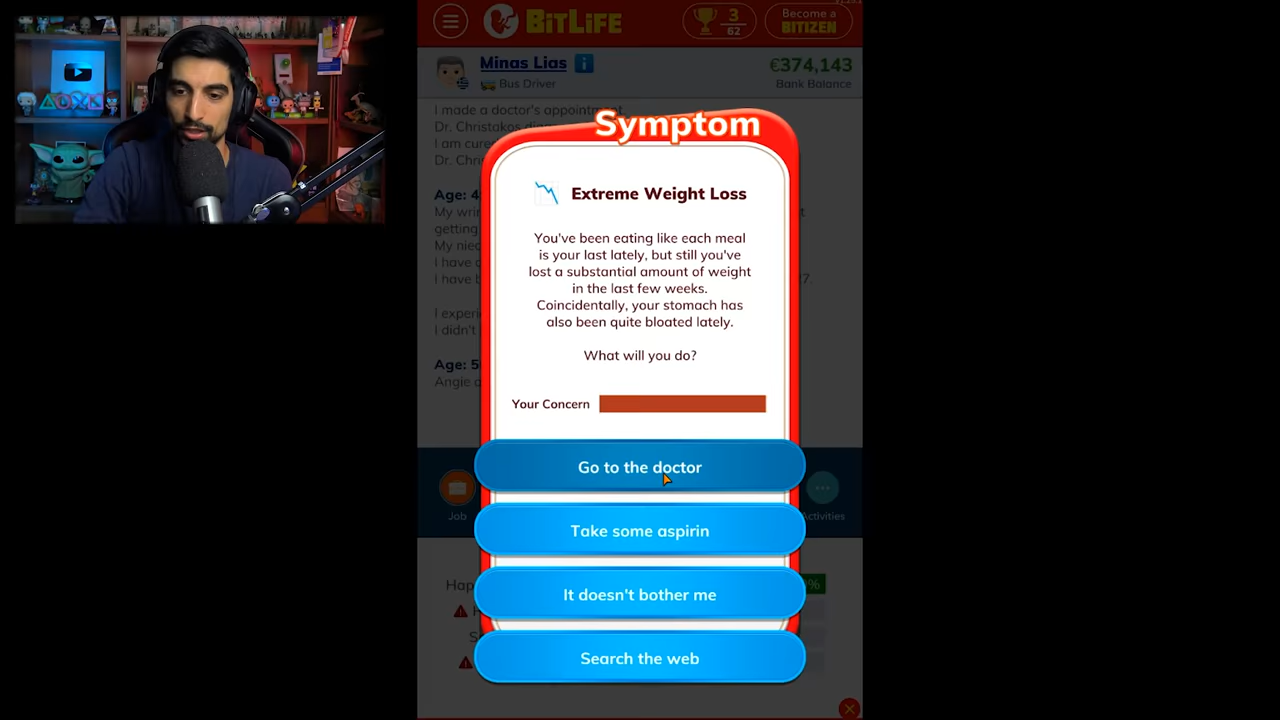 BITLIFE
3
62
Become a
BITIZEN
Minas Lias
Bus Driver
€374,143
Bank Balance
I made a doctor's appointment
Symptom
Extreme Weight Loss
You've been eating like each meal
is your last lately, but still you've
lost a substantial amount of weight
in the last few weeks.
Coincidentally, your stomach has
also been quite bloated lately.
What will you do?
Your Concern
Go to the doctor
Take some aspirin
It doesn't bother me
Search the web
Dr. Christakos
I am cure
Age: 4
My
getting
My nie
I have
I have b
I experi
I didn't
Age: 5
Angie
Job
Activities
%